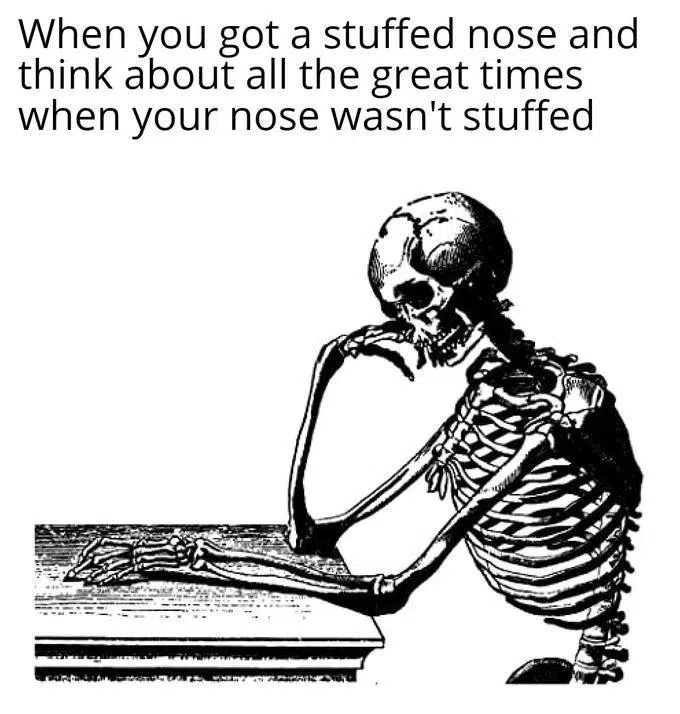 When you got a stuffed nose and
think about all the great times
when your nose wasn't stuffed